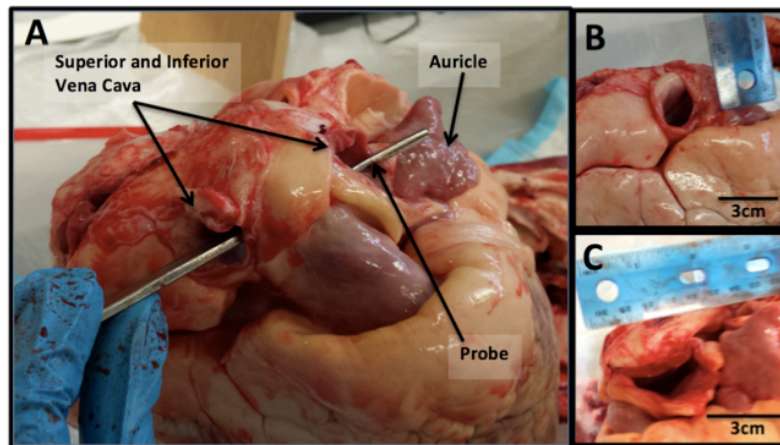 A
Superior and Inferior
Vena Cava
Auricle
Probe
B
3cm
C
3cm